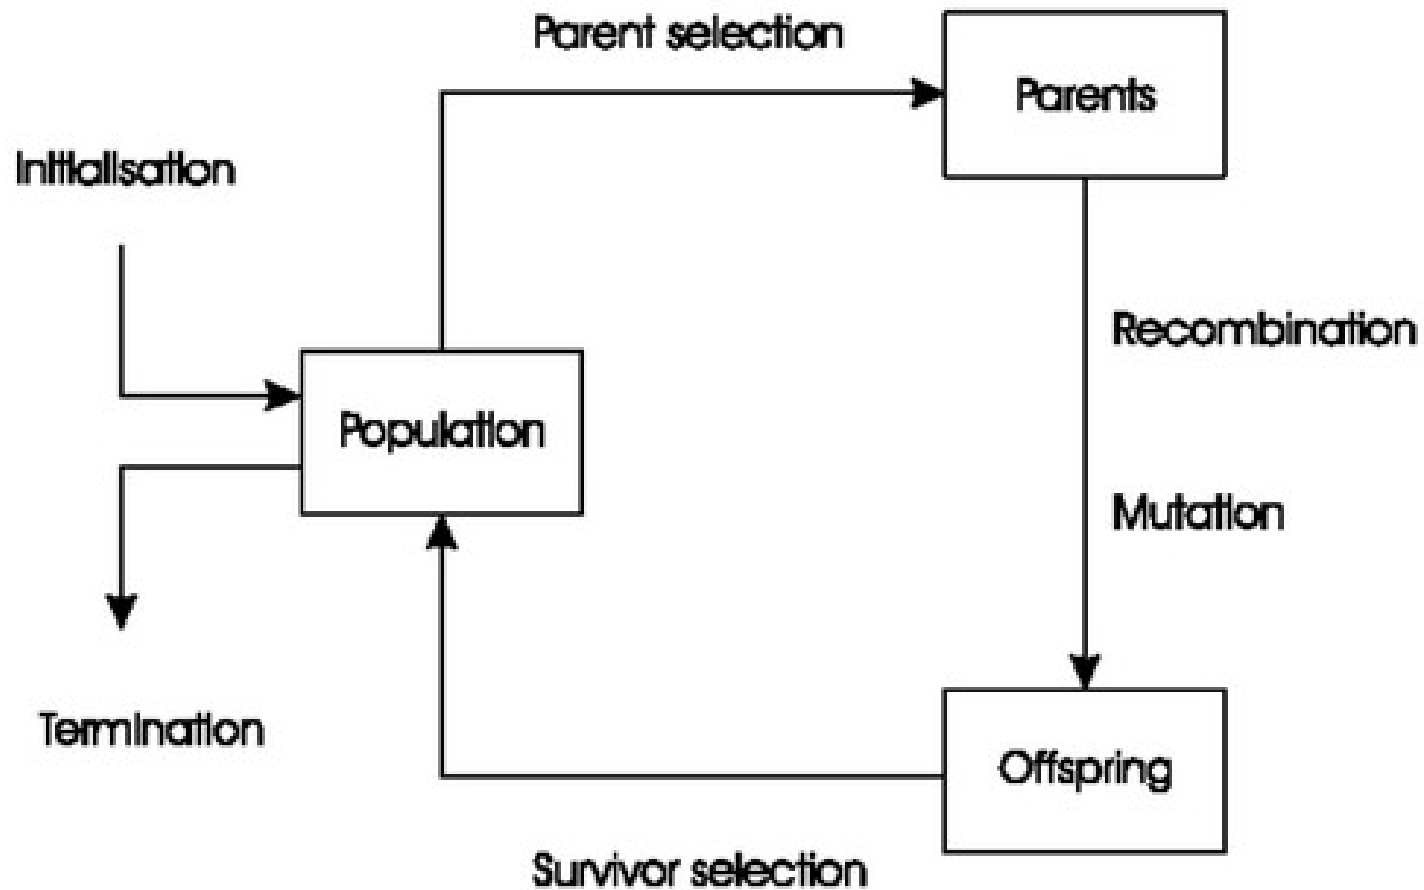 Parent selection
Parents
Initialisation
Recombination
Population
Mutation
Termination
Offspring
Survivor selection